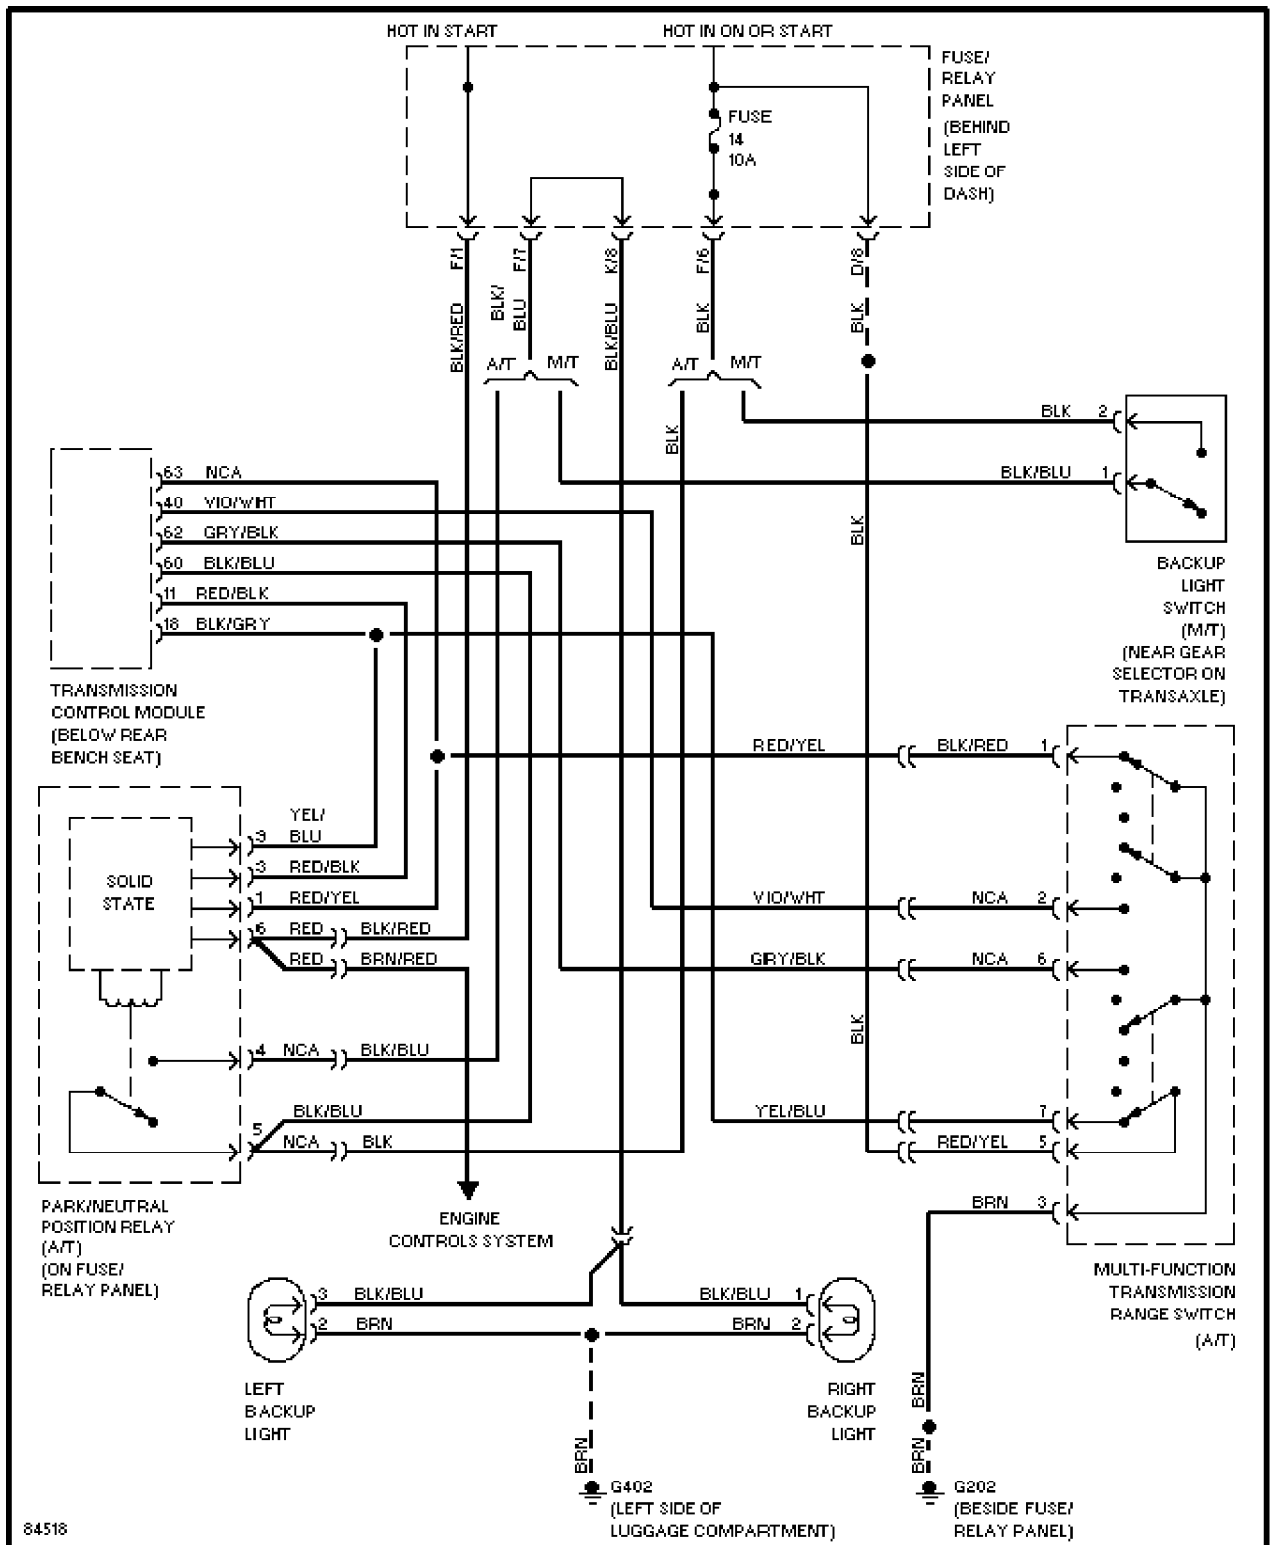 HOT IN START
HOT IN ON OR START
FUSE/
RELAY
PANEL
(BEHIND
LEFT
SIDE OF
DASH)
FUSE
14
10A
F/1
F/7
K/8
F/6
D/8
BLK/RED
BLK/
BLU
BLK/BLU
BLK
BLK
A/T
M/T
A/T
M/T
BLK
BLK 2
BLK/BLU 1
BLK
BACKUP
LIGHT
SWITCH
(M/T)
(NEAR GEAR
SELECTOR ON
TRANSAXLE)
63 NCA
40 VIO/WHT
62 GRY/BLK
60 BLK/BLU
11 RED/BLK
18 BLK/GRY
TRANSMISSION
CONTROL MODULE
(BELOW REAR
BENCH SEAT)
RED/YEL BLK/RED 1
VIO/WHT NCA 2
GRY/BLK NCA 6
BLK
YEL/BLU 7
RED/YEL 5
BRN 3
SOLID
STATE
YEL/
9 BLU
3 RED/BLK
1 RED/YEL
6 RED BLK/RED
RED BRN/RED
4 NCA BLK/BLU
BLK/BLU
5
NCA BLK
PARK/NEUTRAL
POSITION RELAY
(A/T)
(ON FUSE/
RELAY PANEL)
ENGINE
CONTROLS SYSTEM
MULTI-FUNCTION
TRANSMISSION
RANGE SWITCH
(A/T)
3 BLK/BLU
2 BRN
BLK/BLU 1
BRN 2
LEFT
BACKUP
LIGHT
RIGHT
BACKUP
LIGHT
BRN
BRN
BRN
G402
(LEFT SIDE OF
LUGGAGE COMPARTMENT)
G202
(BESIDE FUSE/
RELAY PANEL)
84518